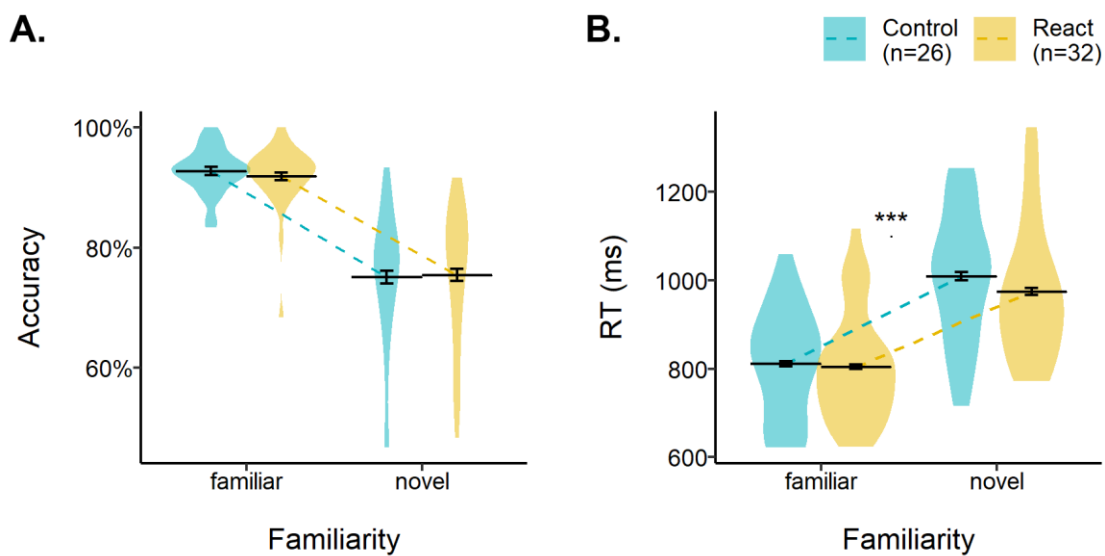 A.
B.
Control
(n=26)
React
(n=32)
Accuracy
100%
80%
60%
familiar
novel
Familiarity
RT (ms)
1200
1000
800
600
***
familiar
novel
Familiarity